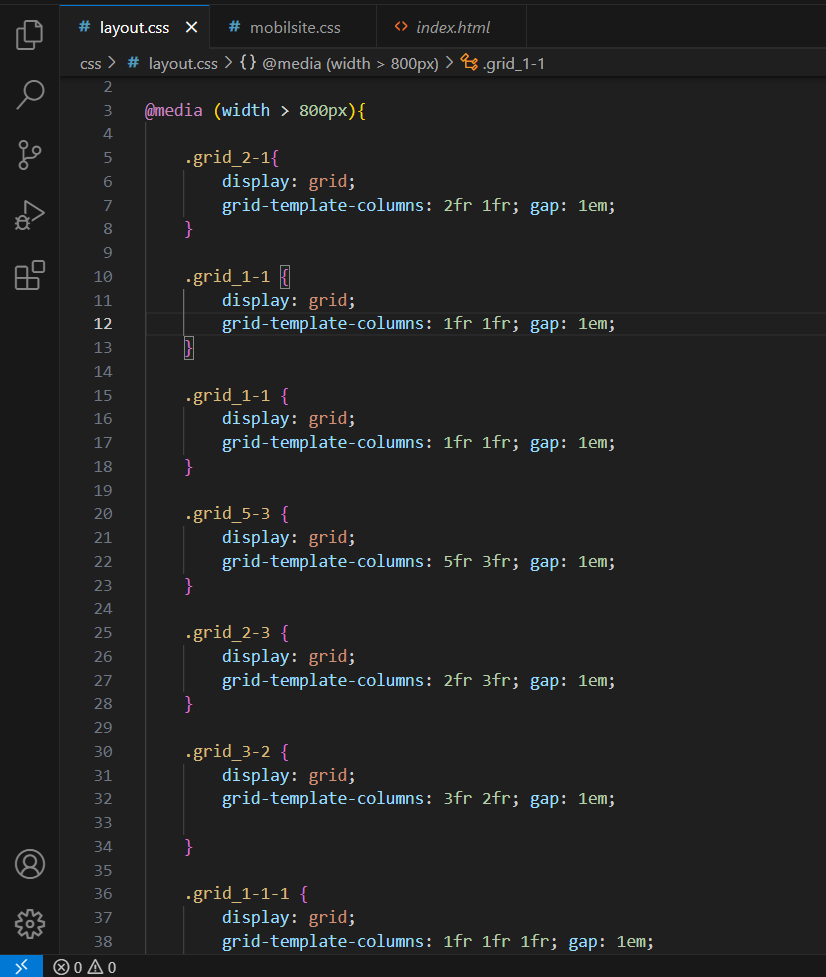 # layout.css ×
# mobilsite.css
<> index.html
css > # layout.css > {} @media (width > 800px) > .grid_1-1
2
3 @media (width > 800px){
4
5 .grid_2-1{
6 display: grid;
7 grid-template-columns: 2fr 1fr; gap: 1em;
8 }
9
10 .grid_1-1 {
11 display: grid;
12 grid-template-columns: 1fr 1fr; gap: 1em;
13 }
14
15 .grid_1-1 {
16 display: grid;
17 grid-template-columns: 1fr 1fr; gap: 1em;
18 }
19
20 .grid_5-3 {
21 display: grid;
22 grid-template-columns: 5fr 3fr; gap: 1em;
23 }
24
25 .grid_2-3 {
26 display: grid;
27 grid-template-columns: 2fr 3fr; gap: 1em;
28 }
29
30 .grid_3-2 {
31 display: grid;
32 grid-template-columns: 3fr 2fr; gap: 1em;
33
34 }
35
36 .grid_1-1-1 {
37 display: grid;
38 grid-template-columns: 1fr 1fr 1fr; gap: 1em;
0 0